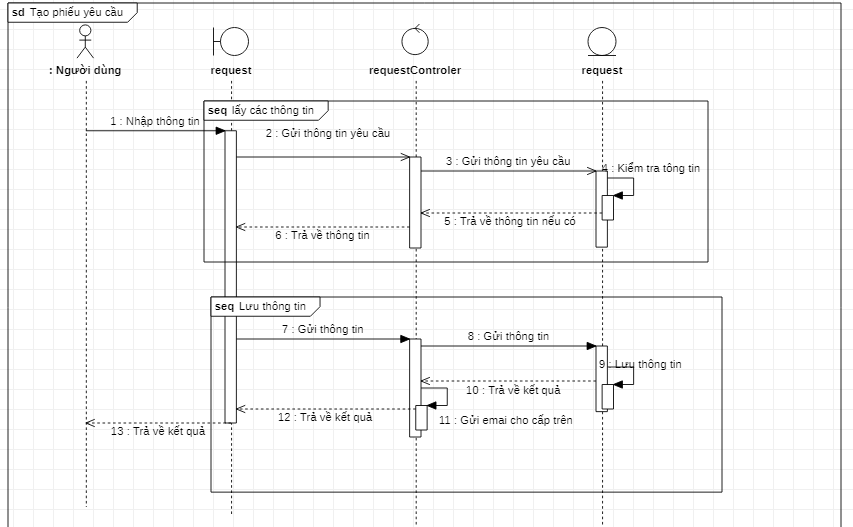 sd Tạo phiếu yêu cầu
: Người dùng
request
requestControler
request
seq lấy các thông tin
1 : Nhập thông tin
2 : Gửi thông tin yêu cầu
3 : Gửi thông tin yêu cầu
4 : Kiểm tra tông tin
5 : Trả về thông tin nếu có
6 : Trả về thông tin
seq Lưu thông tin
7 : Gửi thông tin
8 : Gửi thông tin
9 : Lưu thông tin
10 : Trả về kết quả
12 : Trả về kết quả
11 : Gửi emai cho cấp trên
13 : Trả về kết quả